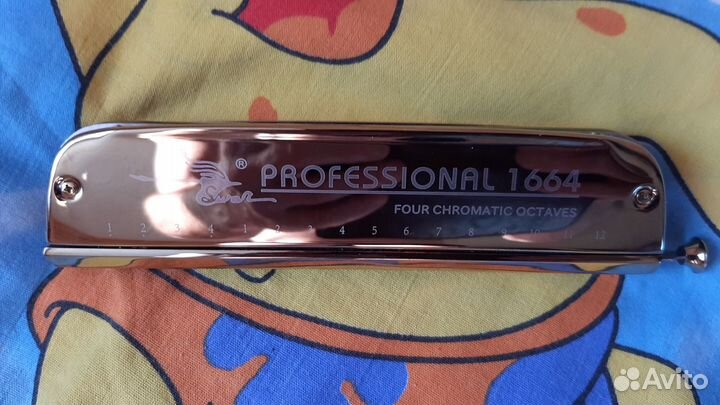 Swan ® PROFESSIONAL 1664
FOUR CHROMATIC OCTAVES
1 2 3 4 1 2 3 4 5 6 7 8 9 10 11 12
Avito